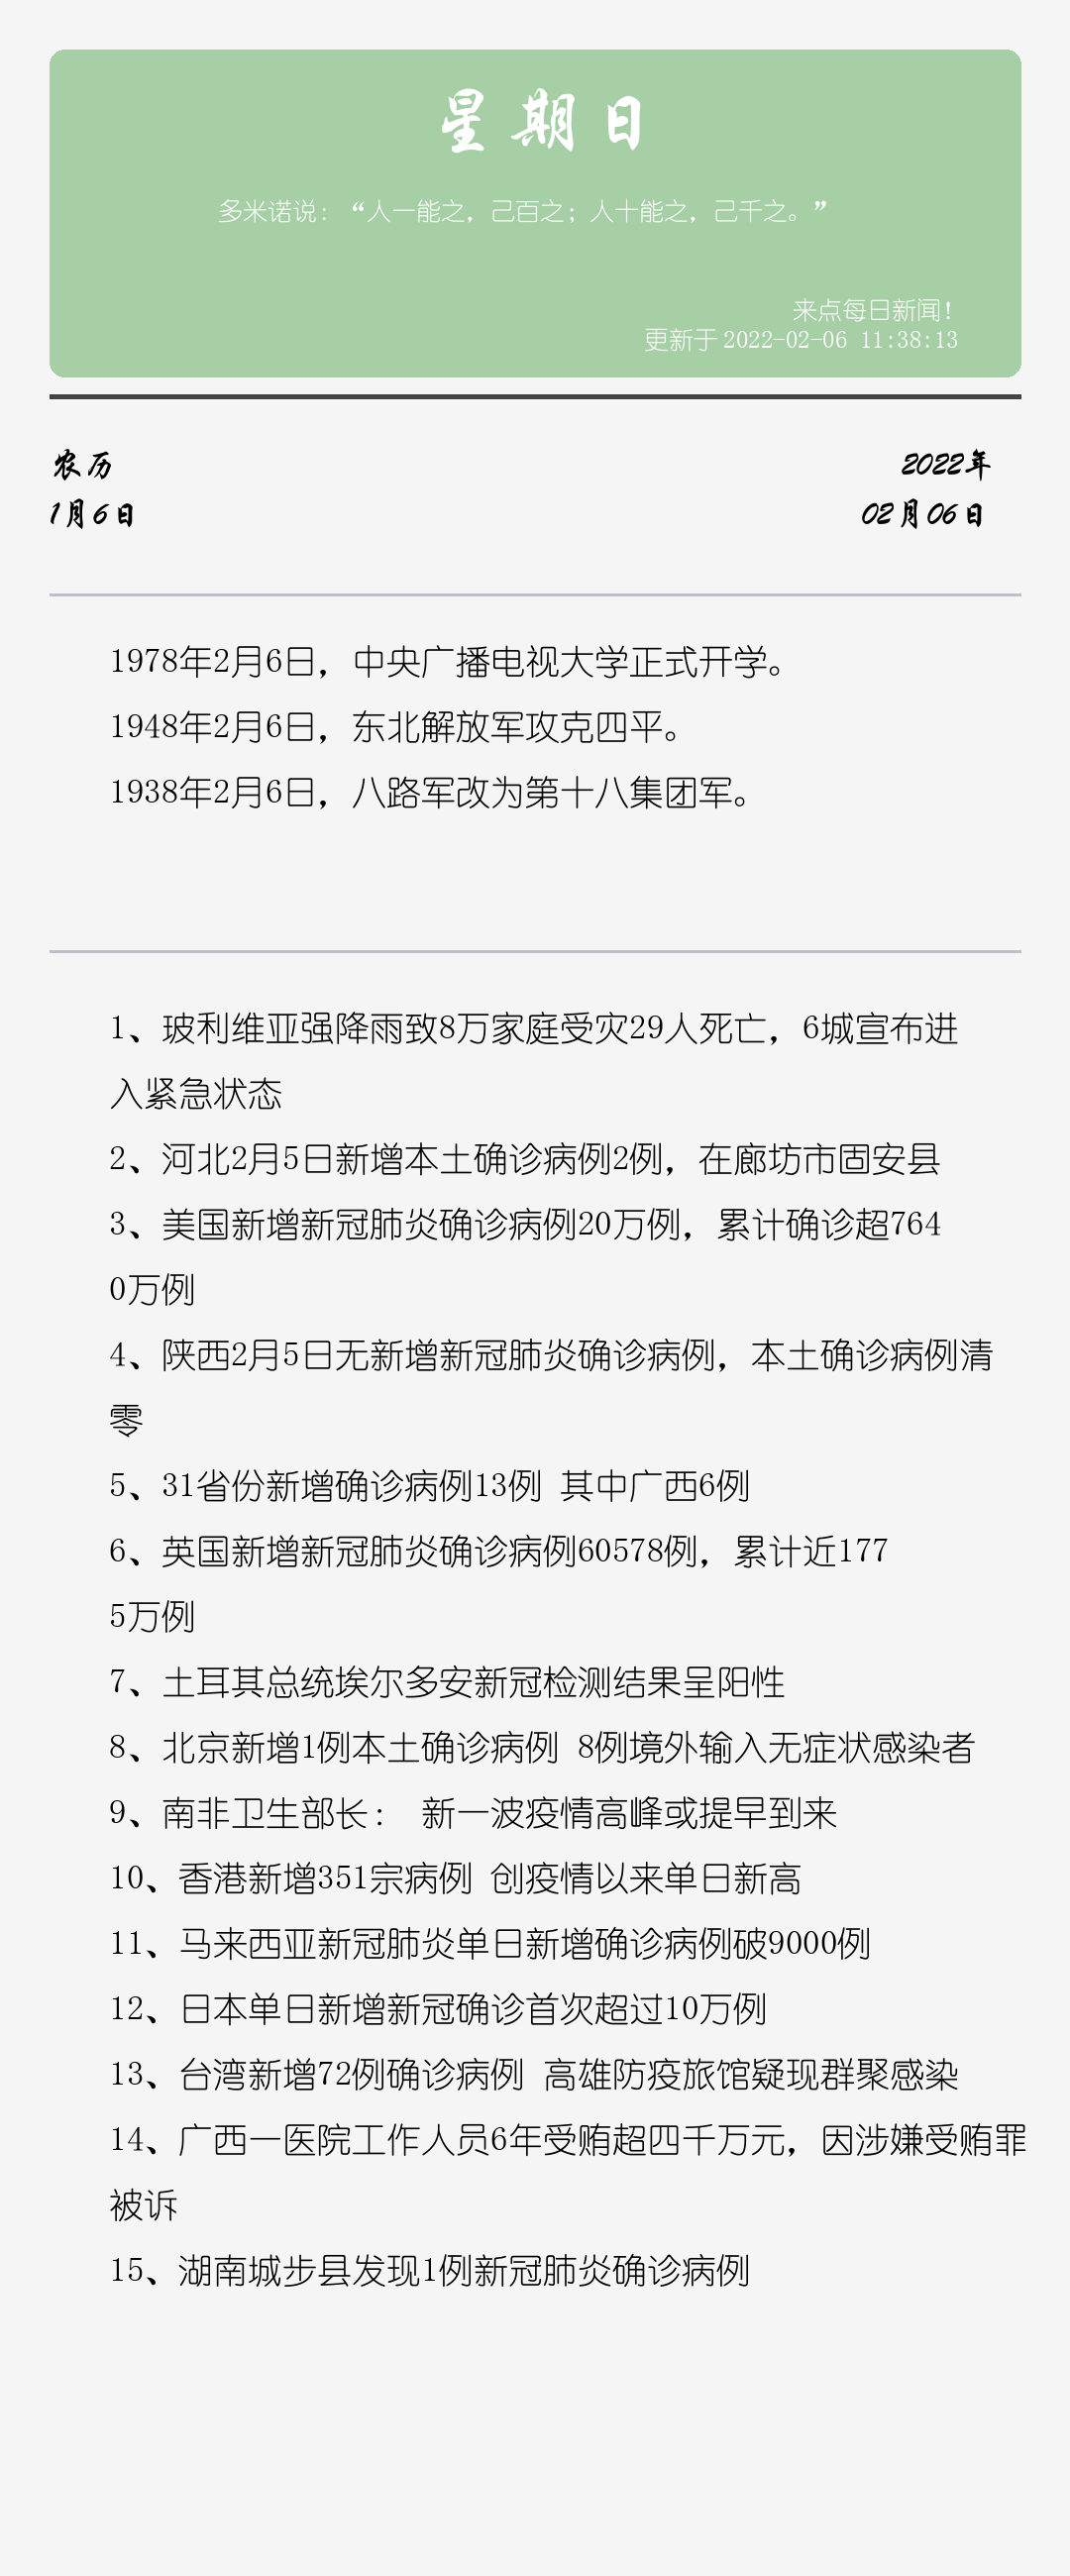 星期日
多米诺说：“人一能之，己百之；人十能之，己千之。”
来点每日新闻！
更新于 2022-02-06 11:38:13
农历
2022年
1月6日
02月06日
1978年2月6日，中央广播电视大学正式开学。
1948年2月6日，东北解放军攻克四平。
1938年2月6日，八路军改为第十八集团军。
1、玻利维亚强降雨致8万家庭受灾29人死亡，6城宣布进
入紧急状态
2、河北2月5日新增本土确诊病例2例，在廊坊市固安县
3、美国新增新冠肺炎确诊病例20万例，累计确诊超764
0万例
4、陕西2月5日无新增新冠肺炎确诊病例，本土确诊病例清
零
5、31省份新增确诊病例13例 其中广西6例
6、英国新增新冠肺炎确诊病例60578例，累计近177
5万例
7、土耳其总统埃尔多安新冠检测结果呈阳性
8、北京新增1例本土确诊病例 8例境外输入无症状感染者
9、南非卫生部长： 新一波疫情高峰或提早到来
10、香港新增351宗病例 创疫情以来单日新高
11、马来西亚新冠肺炎单日新增确诊病例破9000例
12、日本单日新增新冠确诊首次超过10万例
13、台湾新增72例确诊病例 高雄防疫旅馆疑现群聚感染
14、广西一医院工作人员6年受贿超四千万元，因涉嫌受贿罪
被诉
15、湖南城步县发现1例新冠肺炎确诊病例